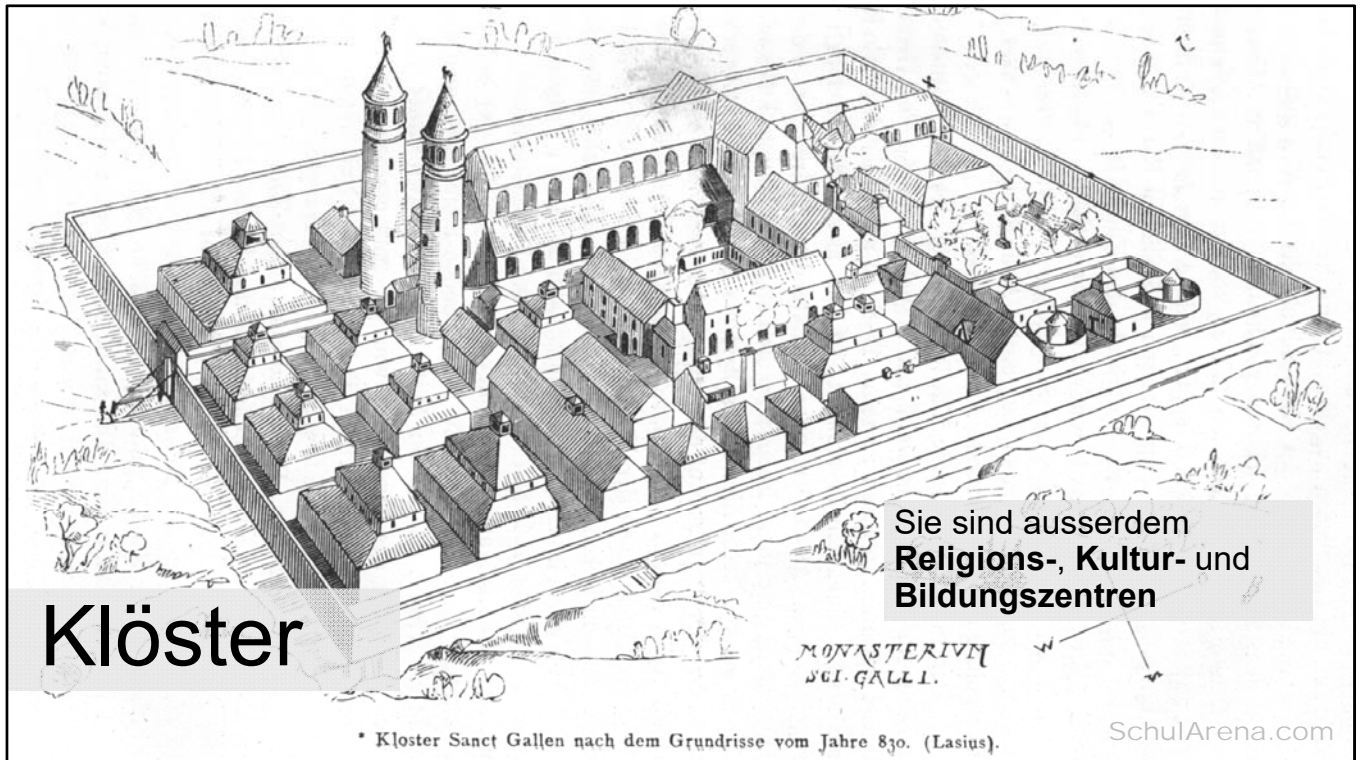 Klöster
Sie sind ausserdem
Religions-, Kultur- und
Bildungszentren
MONASTERIVM
SCI. GALLI.
W
* Kloster Sanct Gallen nach dem Grundrisse vom Jahre 830. (Lasius).
SchulArena.com